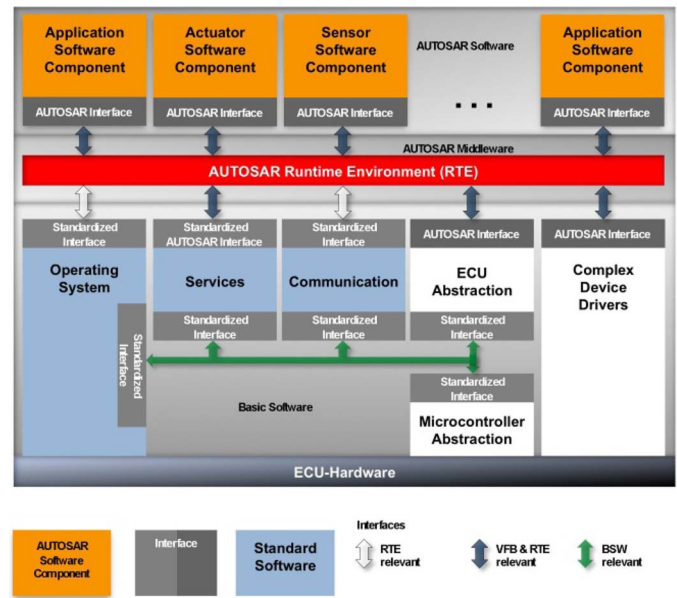 Application
Software
Component
Actuator
Software
Component
Sensor
Software
Component
AUTOSAR Software
Application
Software
Component
...
AUTOSAR Interface
AUTOSAR Interface
AUTOSAR Interface
AUTOSAR Interface
AUTOSAR Middleware
AUTOSAR Runtime Environment (RTE)
Standardized
Interface
Standardized
AUTOSAR Interface
Standardized
Interface
AUTOSAR Interface
AUTOSAR Interface
Operating
System
Services
Communication
ECU
Abstraction
Complex
Device
Drivers
Standardized
Interface
Standardized
Interface
Standardized
Interface
Standardized
Interface
Standardized
Interface
Basic Software
Microcontroller
Abstraction
ECU-Hardware
AUTOSAR
Software
Component
Interface
Standard
Software
Interfaces
RTE
relevant
VFB & RTE
relevant
BSW
relevant